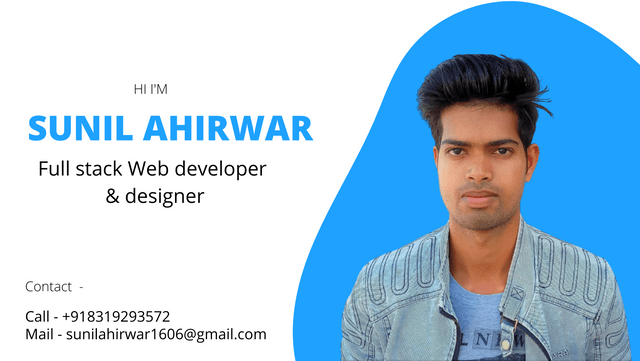 HI I'M
SUNIL AHIRWAR
Full stack Web developer
& designer
Contact -
Call - +918319293572
Mail - sunilahirwar1606@gmail.com